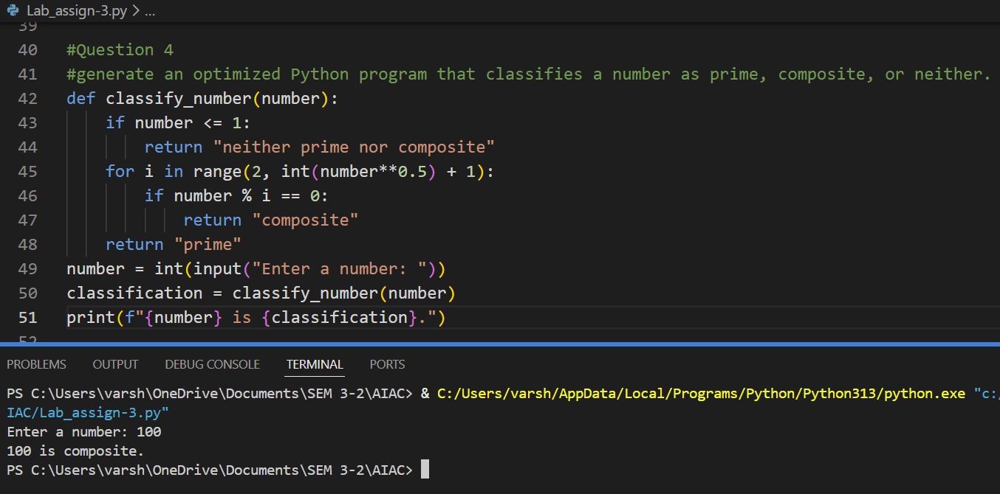 Lab_assign-3.py > ...
39
40 #Question 4
41 #generate an optimized Python program that classifies a number as prime, composite, or neither.
42 def classify_number(number):
43     if number <= 1:
44         return "neither prime nor composite"
45     for i in range(2, int(number**0.5) + 1):
46         if number % i == 0:
47             return "composite"
48     return "prime"
49 number = int(input("Enter a number: "))
50 classification = classify_number(number)
51 print(f"{number} is {classification}.")
52
PROBLEMS OUTPUT DEBUG CONSOLE TERMINAL PORTS
PS C:\Users\varsh\OneDrive\Documents\SEM 3-2\AIAC> & C:/Users/varsh/AppData/Local/Programs/Python/Python313/python.exe "c:/
IAC/Lab_assign-3.py"
Enter a number: 100
100 is composite.
PS C:\Users\varsh\OneDrive\Documents\SEM 3-2\AIAC>